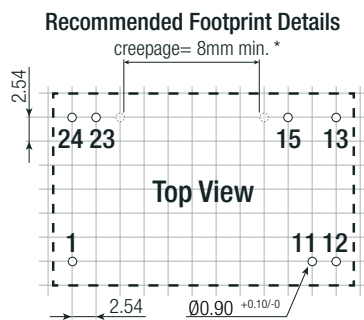 Recommended Footprint Details
creepage= 8mm min. *
2.54
24 23 15 13
Top View
1 11 12
2.54 Ø0.90 +0.10/-0